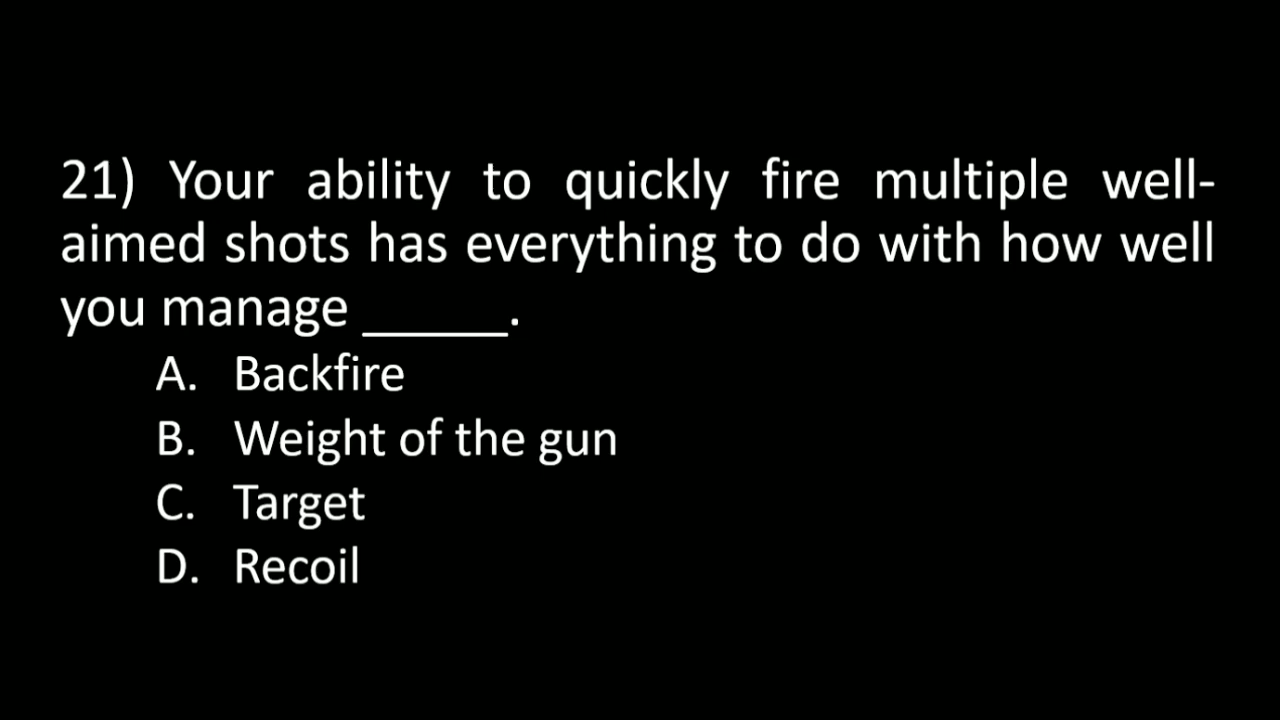 21) Your ability to quickly fire multiple well-
aimed shots has everything to do with how well
you manage ______.
A. Backfire
B. Weight of the gun
C. Target
D. Recoil